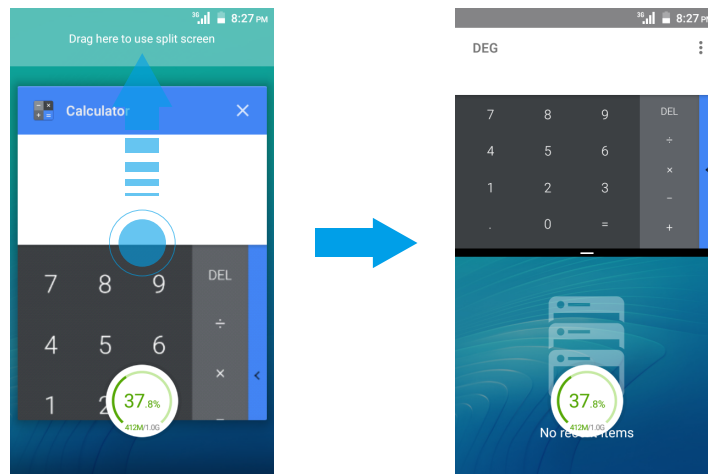 3G 8:27 PM
Drag here to use split screen
Calculator
7 8 9 DEL
4 5 6 ÷
1 2 ×
−
37.8%
412M/1.0G
3G 8:27 PM
DEG
7 8 9 DEL
4 5 6 ÷
1 2 3 ×
. 0 = −
+
37.8%
412M/1.0G
No recent items